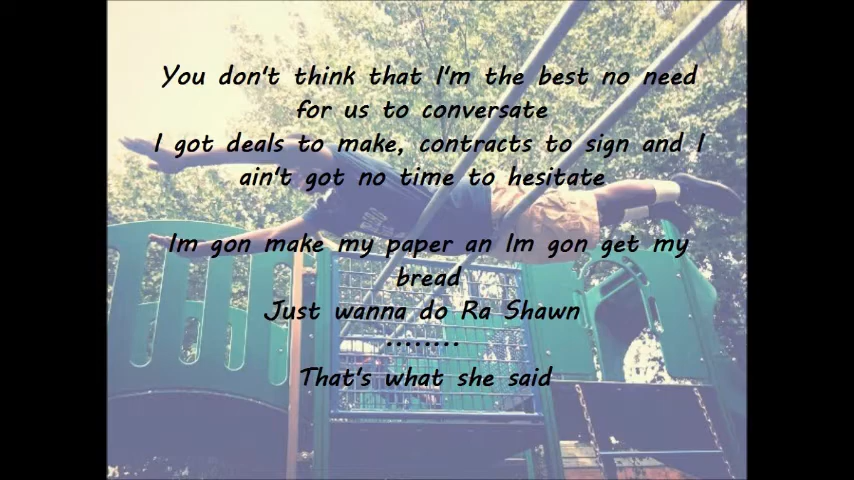 You don't think that I'm the best no need
for us to conversate
I got deals to make, contracts to sign and I
ain't got no time to hesitate
Im gon make my paper an Im gon get my
bread
Just wanna do Ra Shawn
........
That's what she said